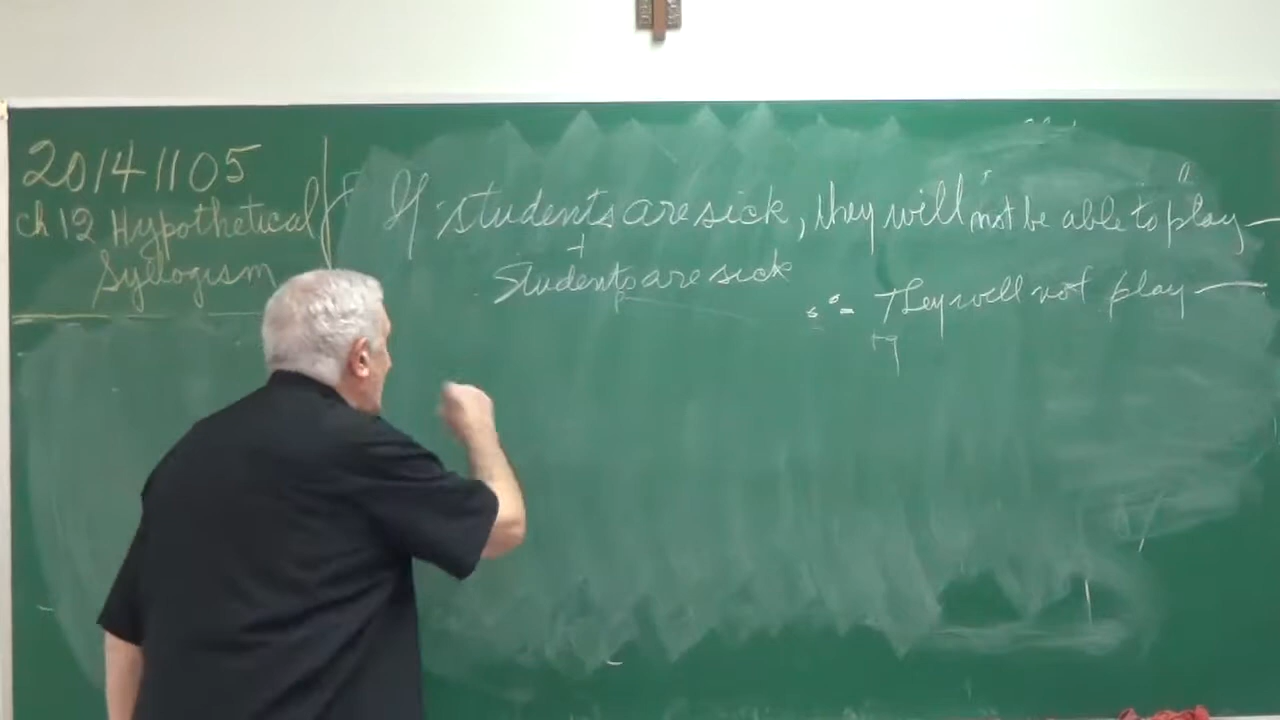 20141105
ch 12 Hypothetical
Syllogism
If students are sick, they will not be able to play —
+
Students are sick
They will not play —